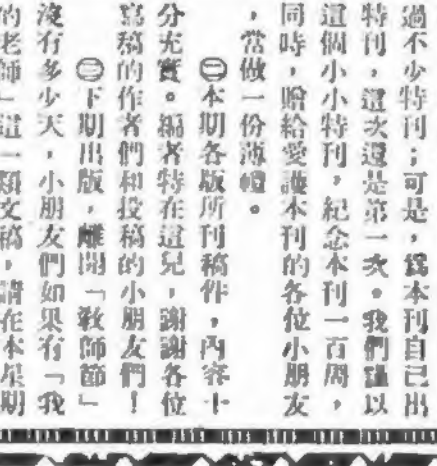 過不少特刊；可是，爲本刊自己出
特刊，這次還是第一次。我們謹以
這個小小特刊，紀念本刊一百周，
同時，贈給愛護本刊的各位小朋友
，當做一份薄禮。
㊁本期各版所刊稿件，內容十
分充實。編者特在這兒，謝謝各位
寫稿的作者們和投稿的小朋友們！
㊂下期出版，離開「敎師節」
沒有多少天，小朋友們如果有「我
的老師」這一類文稿，請在本星期